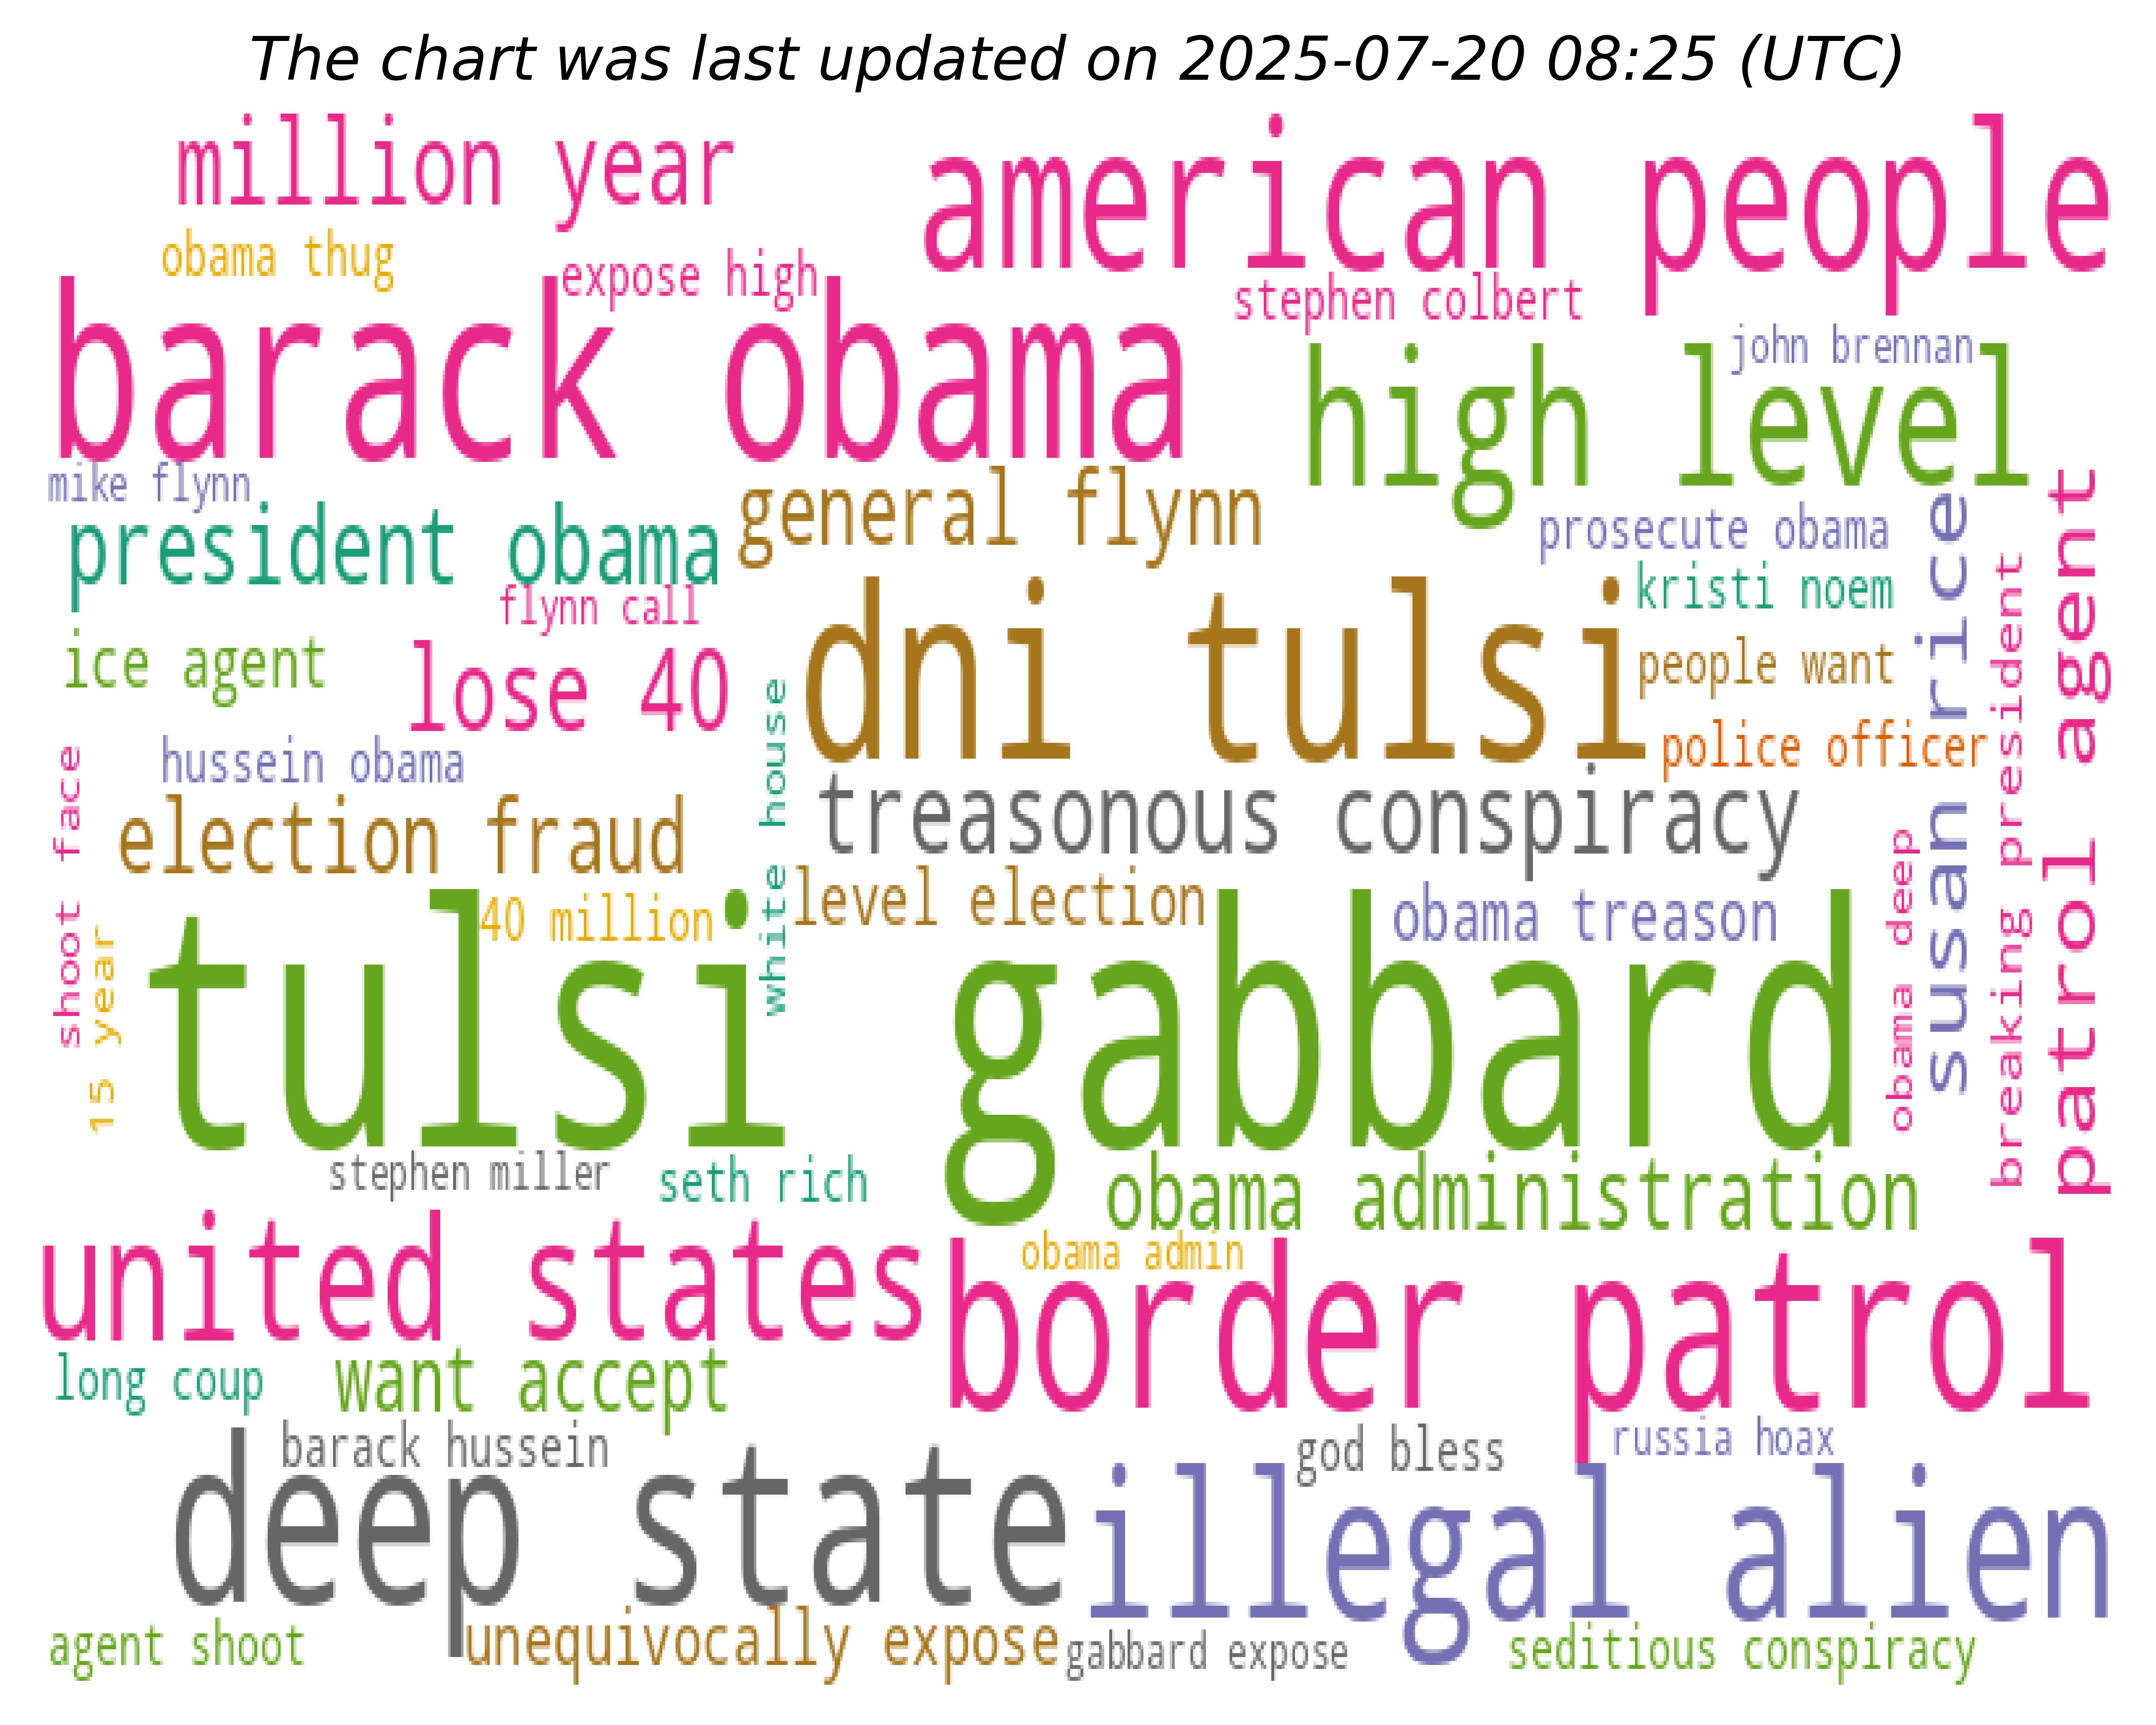 The chart was last updated on 2025-07-20 08:25 (UTC)
million year
american people
obama thug
expose high
stephen colbert
barack obama
john brennan
high level
mike flynn
general flynn
president obama
prosecute obama
flynn call
dni tulsi
kristi noem
ice agent
lose 40
people want
police officer
hussein obama
white house
susan rice
breaking president
patrol agent
shoot face
election fraud
treasonous conspiracy
40 million
level election
obama treason
obama deep
15 year
tulsi gabbard
stephen miller
seth rich
obama administration
united states
obama admin
border patrol
long coup
want accept
barack hussein
god bless
russia hoax
deep state
illegal alien
agent shoot
unequivocally expose
gabbard expose
seditious conspiracy